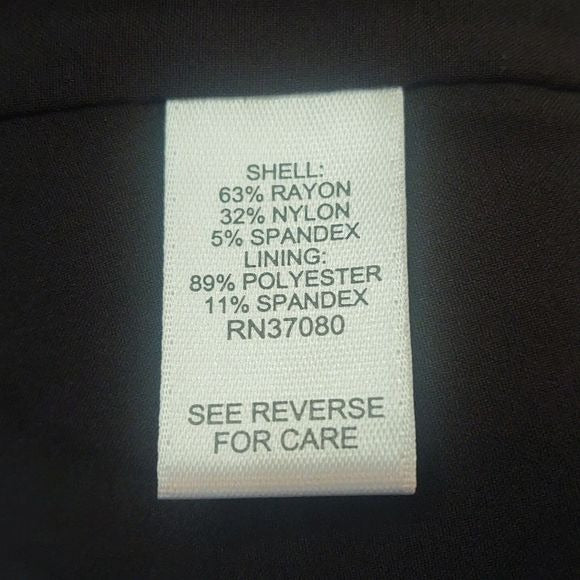 SHELL:
63% RAYON
32% NYLON
5% SPANDEX
LINING:
89% POLYESTER
11% SPANDEX
RN37080
SEE REVERSE
FOR CARE